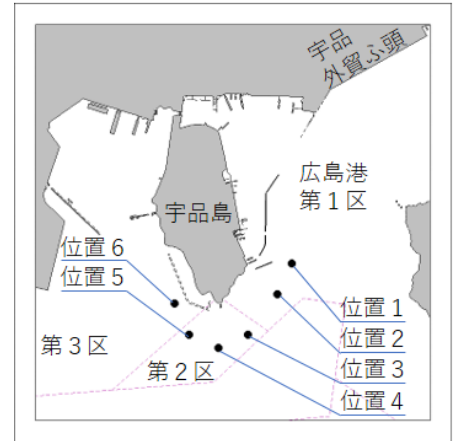 宇品
外貿ふ頭
広島港
第1区
宇品島
位置6
位置5
位置1
位置2
第3区
第2区
位置3
位置4